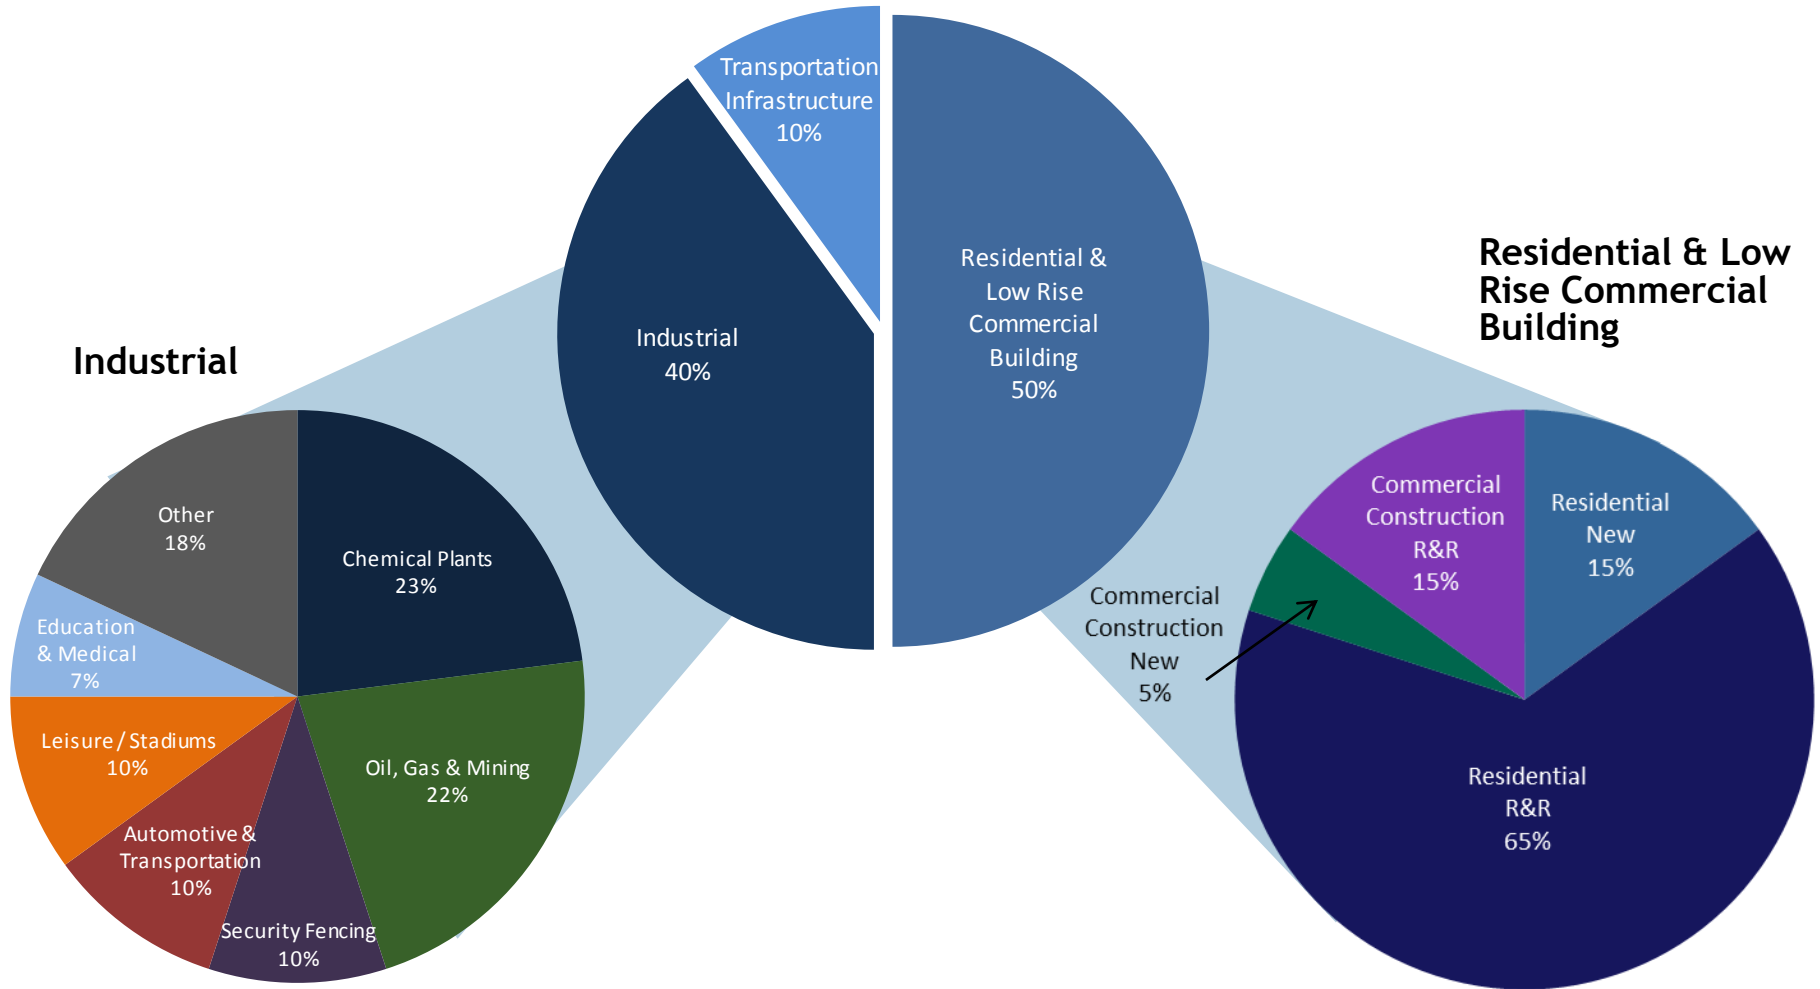 Transportation
Infrastructure
10%
Residential &
Low Rise
Commercial
Building
50%
Industrial
40%
Industrial
Other
18%
Chemical Plants
23%
Education
& Medical
7%
Leisure / Stadiums
10%
Oil, Gas & Mining
22%
Automotive &
Transportation
10%
Security Fencing
10%
Residential & Low
Rise Commercial
Building
Commercial
Construction
R&R
15%
Residential
New
15%
Commercial
Construction
New
5%
Residential
R&R
65%